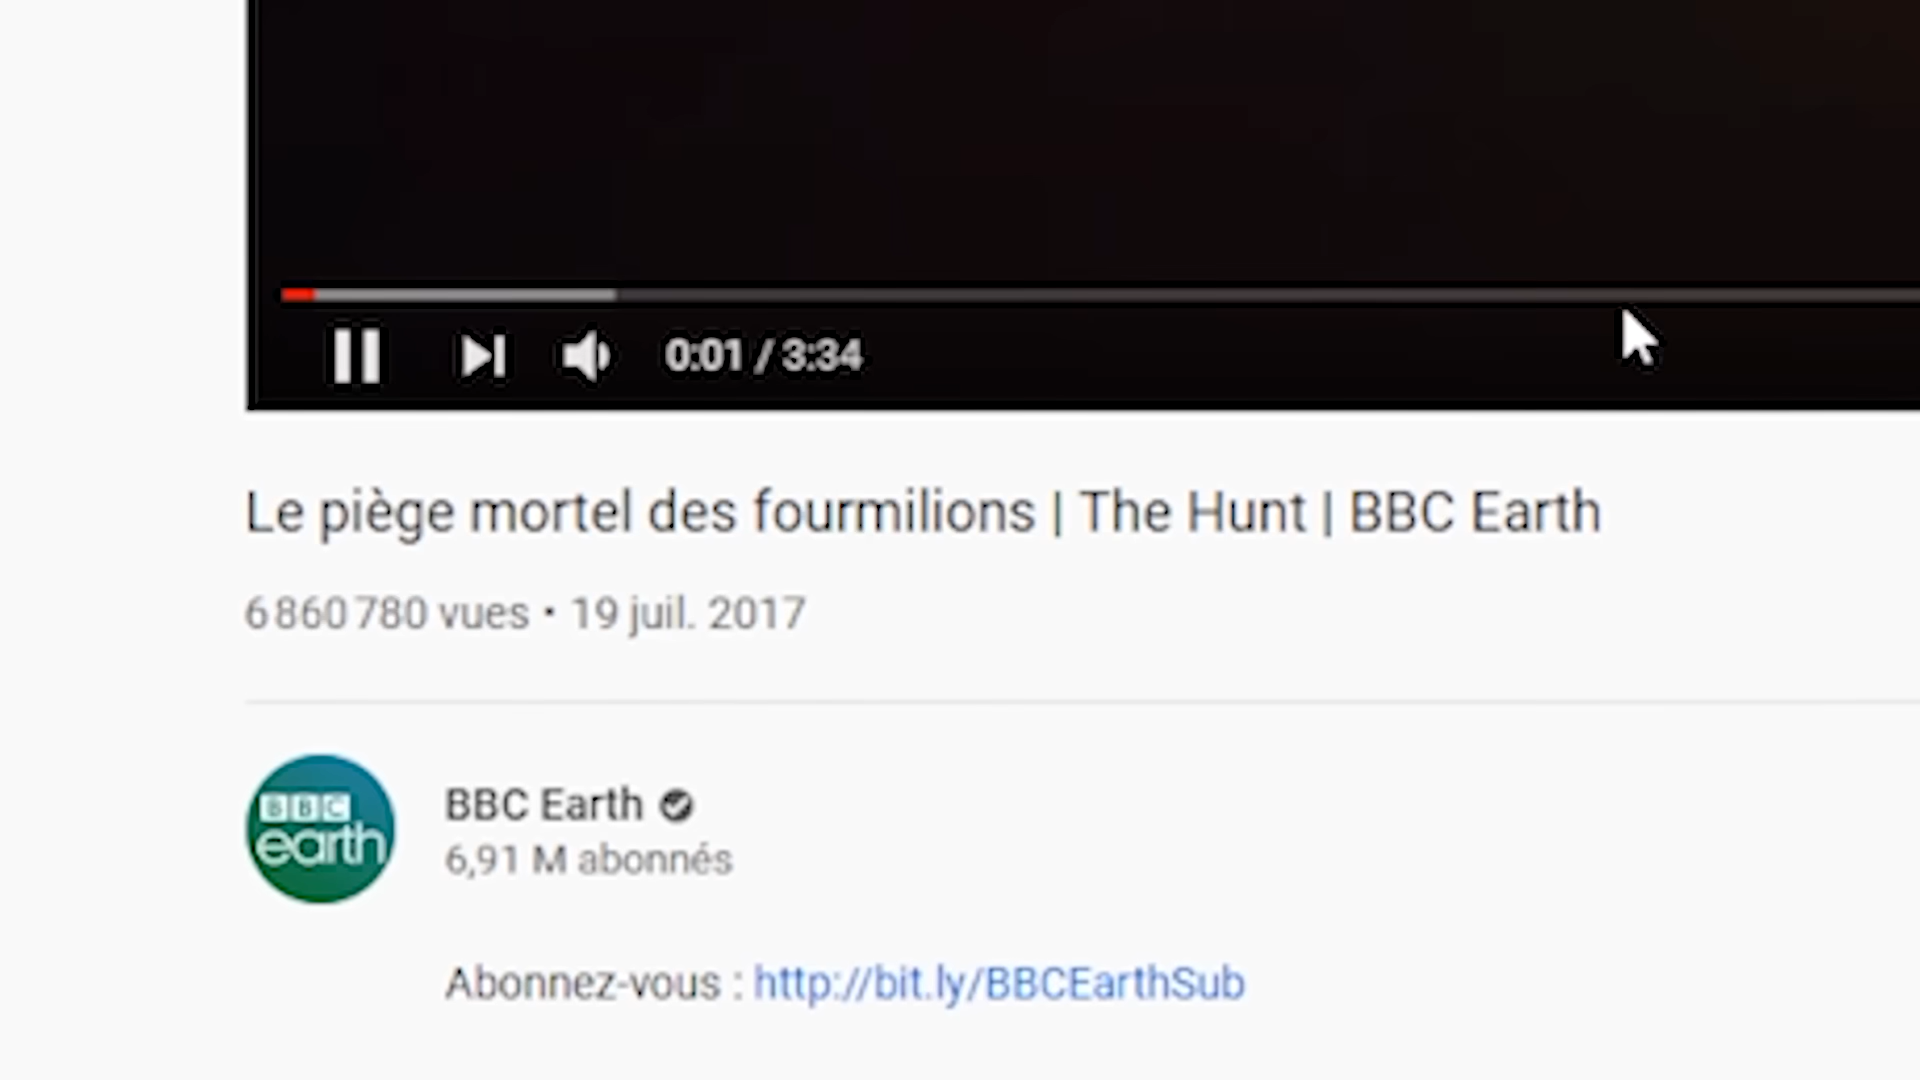 0:01 / 3:34
Le piège mortel des fourmilions | The Hunt | BBC Earth
6 860 780 vues • 19 juil. 2017
BBC earth
BBC Earth
6,91 M abonnés
Abonnez-vous : http://bit.ly/BBCEarthSub